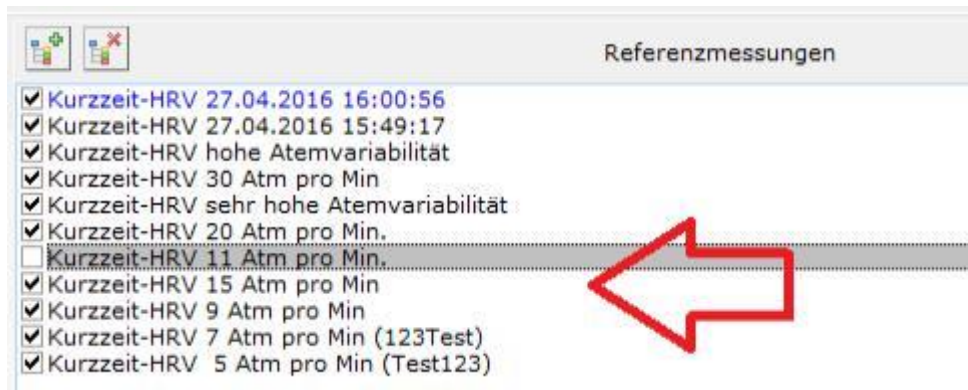 Referenzmessungen
Kurzzeit-HRV 27.04.2016 16:00:56
Kurzzeit-HRV 27.04.2016 15:49:17
Kurzzeit-HRV hohe Atemvariabilität
Kurzzeit-HRV 30 Atm pro Min
Kurzzeit-HRV sehr hohe Atemvariabilität
Kurzzeit-HRV 20 Atm pro Min.
Kurzzeit-HRV 11 Atm pro Min.
Kurzzeit-HRV 15 Atm pro Min
Kurzzeit-HRV 9 Atm pro Min
Kurzzeit-HRV 7 Atm pro Min (123Test)
Kurzzeit-HRV  5 Atm pro Min (Test123)